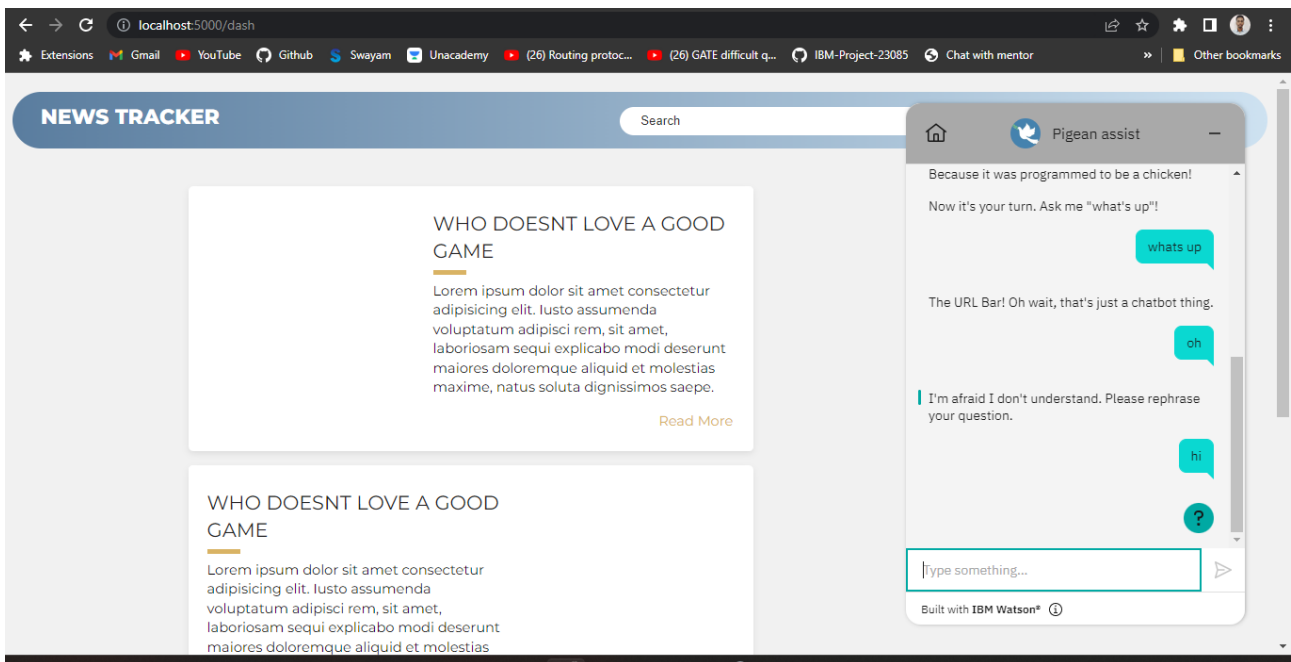 localhost:5000/dash
Extensions
Gmail
YouTube
Github
Swayam
Unacademy
(26) Routing protoc...
(26) GATE difficult q...
IBM-Project-23085
Chat with mentor
»
Other bookmarks
NEWS TRACKER
Search
WHO DOESNT LOVE A GOOD
GAME
Lorem ipsum dolor sit amet consectetur
adipisicing elit. Iusto assumenda
voluptatum adipisci rem, sit amet,
laboriosam sequi explicabo modi deserunt
maiores doloremque aliquid et molestias
maxime, natus soluta dignissimos saepe.
Read More
WHO DOESNT LOVE A GOOD
GAME
Lorem ipsum dolor sit amet consectetur
adipisicing elit. Iusto assumenda
voluptatum adipisci rem, sit amet,
laboriosam sequi explicabo modi deserunt
maiores doloremque aliquid et molestias
Pigean assist
Because it was programmed to be a chicken!
Now it's your turn. Ask me "what's up"!
whats up
The URL Bar! Oh wait, that's just a chatbot thing.
oh
I'm afraid I don't understand. Please rephrase
your question.
hi
?
Type something...
Built with IBM Watson®